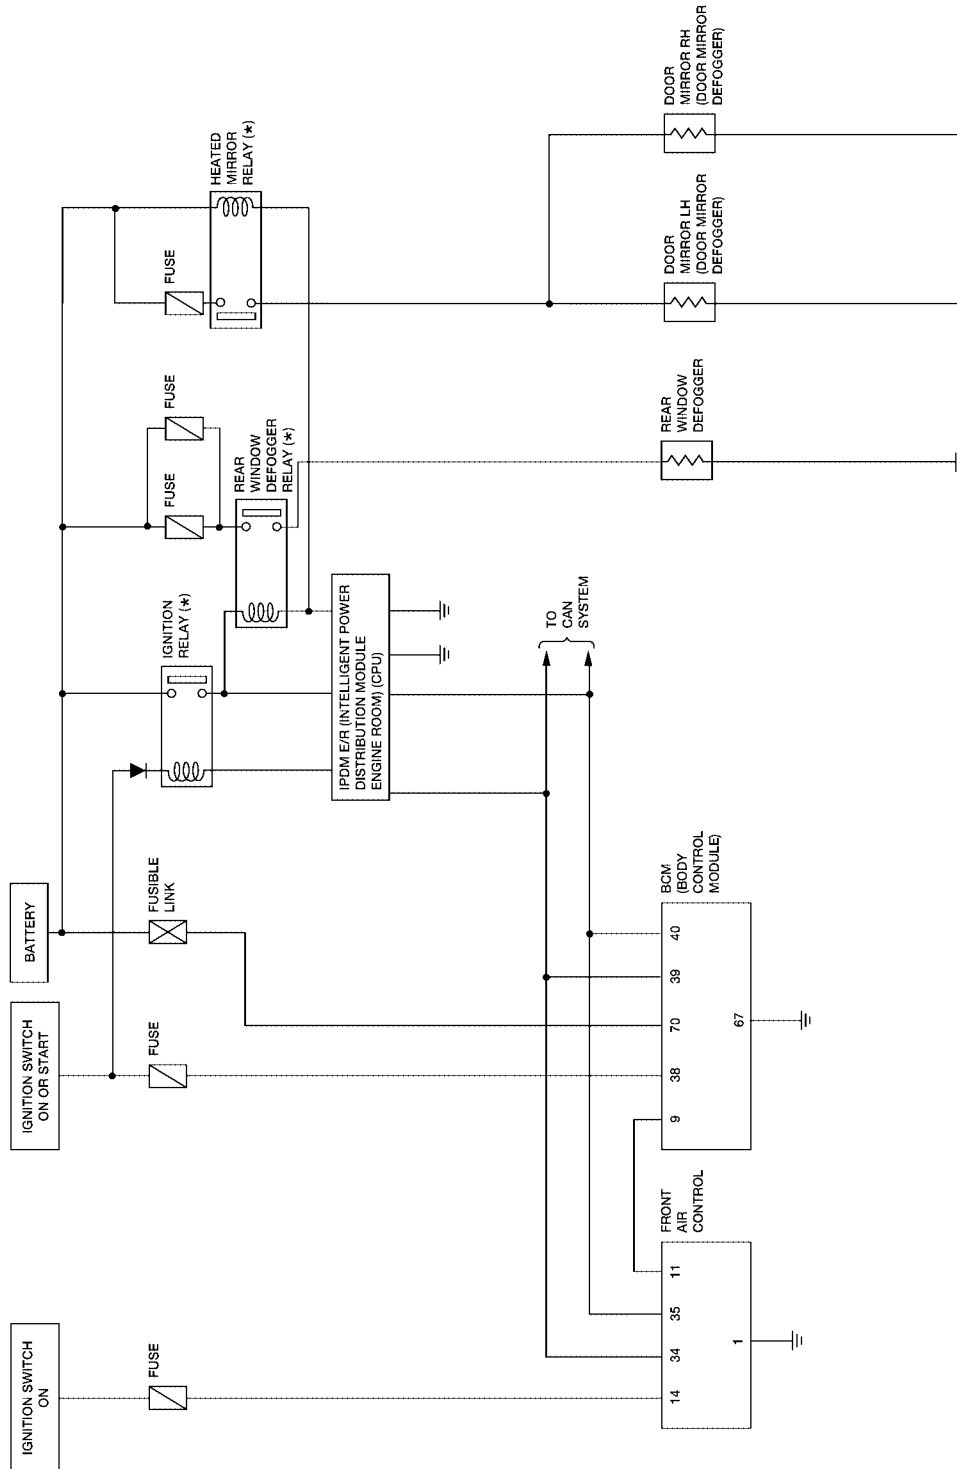 IGNITION SWITCH
ON
IGNITION SWITCH
ON OR START
BATTERY
FUSE
FUSE
FUSIBLE
LINK
IGNITION
RELAY (*)
FUSE
FUSE
FUSE
HEATED
MIRROR
RELAY (*)
REAR
WINDOW
DEFOGGER
RELAY (*)
IPDM E/R (INTELLIGENT POWER
DISTRIBUTION MODULE
ENGINE ROOM) (CPU)
TO
CAN
SYSTEM
FRONT
AIR
CONTROL
14
34
35
11
1
BCM
(BODY
CONTROL
MODULE)
9
38
70
39
40
67
REAR
WINDOW
DEFOGGER
DOOR
MIRROR LH
(DOOR MIRROR
DEFOGGER)
DOOR
MIRROR RH
(DOOR MIRROR
DEFOGGER)